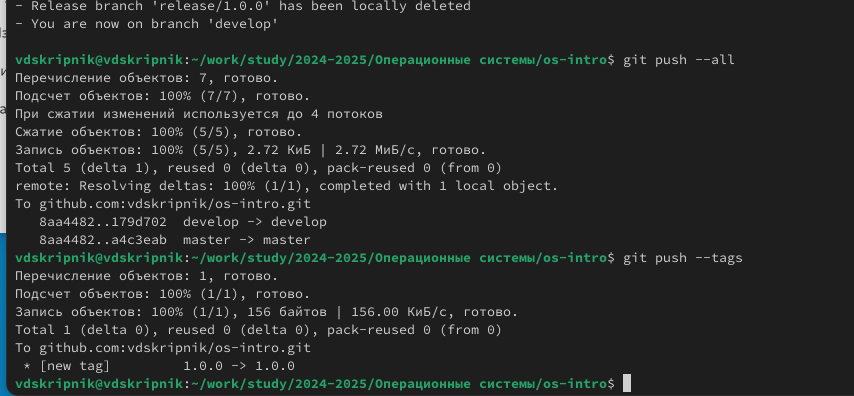 - Release branch 'release/1.0.0' has been locally deleted
- You are now on branch 'develop'
vdskripnik@vdskripnik:~/work/study/2024-2025/Операционные системы/os-intro$ git push --all
Перечисление объектов: 7, готово.
Подсчет объектов: 100% (7/7), готово.
При сжатии изменений используется до 4 потоков
Сжатие объектов: 100% (5/5), готово.
Запись объектов: 100% (5/5), 2.72 КиБ | 2.72 МиБ/с, готово.
Total 5 (delta 1), reused 0 (delta 0), pack-reused 0 (from 0)
remote: Resolving deltas: 100% (1/1), completed with 1 local object.
To github.com:vdskripnik/os-intro.git
   8aa4482..179d702  develop -> develop
   8aa4482..a4c3eab  master -> master
vdskripnik@vdskripnik:~/work/study/2024-2025/Операционные системы/os-intro$ git push --tags
Перечисление объектов: 1, готово.
Подсчет объектов: 100% (1/1), готово.
Запись объектов: 100% (1/1), 156 байтов | 156.00 КиБ/с, готово.
Total 1 (delta 0), reused 0 (delta 0), pack-reused 0 (from 0)
To github.com:vdskripnik/os-intro.git
 * [new tag]         1.0.0 -> 1.0.0
vdskripnik@vdskripnik:~/work/study/2024-2025/Операционные системы/os-intro$